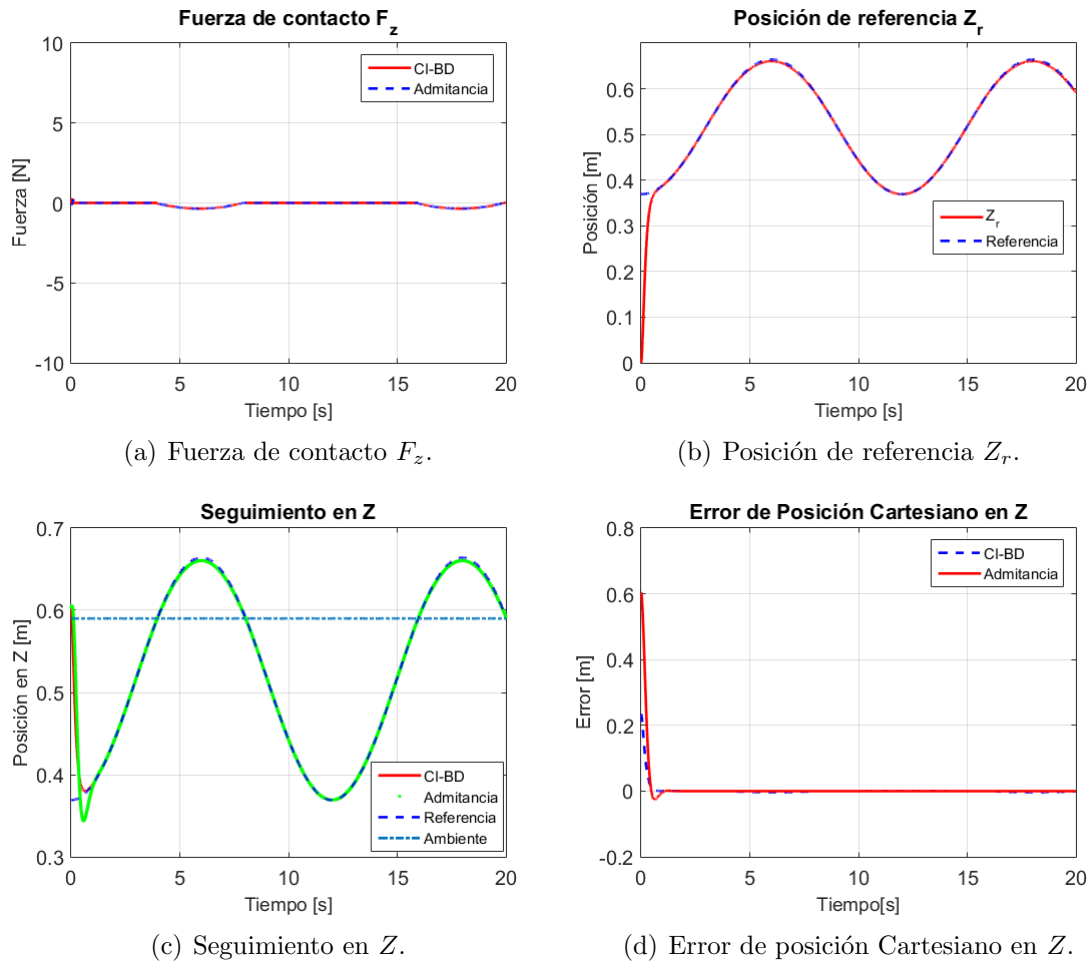 Fuerza de contacto F_z
10
5
0
-5
-10
Fuerza [N]
0 5 10 15 20
Tiempo [s]
CI-BD
Admitancia
(a) Fuerza de contacto F_z.
Posición de referencia Z_r
0.6
0.5
0.4
0.3
0.2
0.1
0
Posición [m]
0 5 10 15 20
Tiempo [s]
Z_r
Referencia
(b) Posición de referencia Z_r.
Seguimiento en Z
0.7
0.6
0.5
0.4
0.3
Posición en Z [m]
0 5 10 15 20
Tiempo [s]
CI-BD
Admitancia
Referencia
Ambiente
(c) Seguimiento en Z.
Error de Posición Cartesiano en Z
0.8
0.6
0.4
0.2
0
-0.2
Error [m]
0 5 10 15 20
Tiempo[s]
CI-BD
Admitancia
(d) Error de posición Cartesiano en Z.